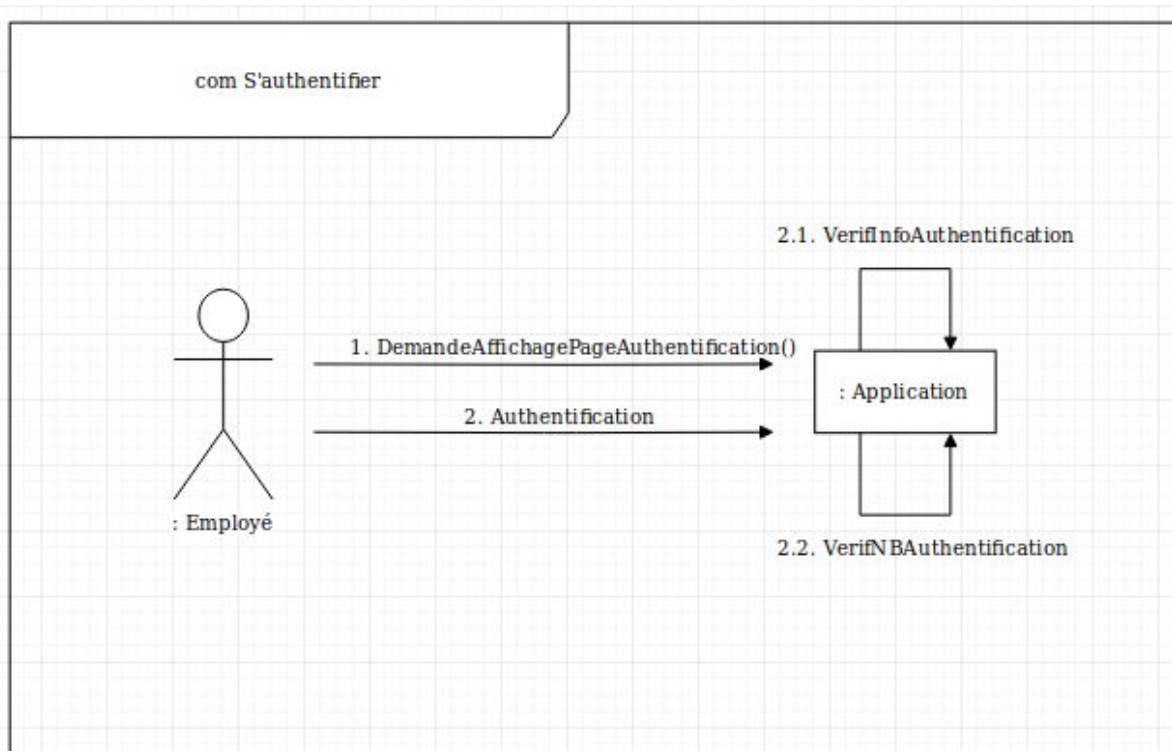 com S'authentifier
2.1. VerifInfoAuthentification
1. DemandeAffichagePageAuthentification()
: Application
2. Authentification
: Employé
2.2. VerifNBAuthentification